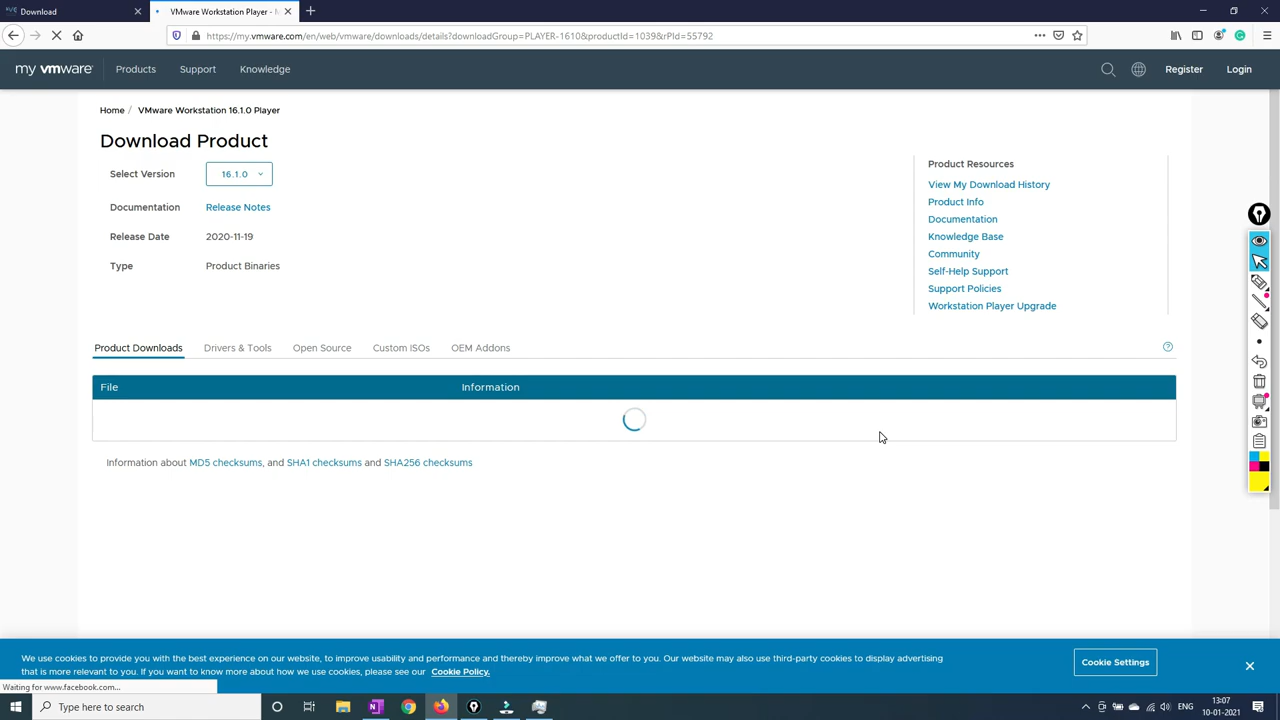 Download
VMware Workstation Player - M
https://my.vmware.com/en/web/vmware/downloads/details?downloadGroup=PLAYER-1610&productId=1039&rPId=55792
my vmware Products Support Knowledge Register Login
Home / VMware Workstation 16.1.0 Player
Download Product
Select Version 16.1.0
Documentation Release Notes
Release Date 2020-11-19
Type Product Binaries
Product Resources
View My Download History
Product Info
Documentation
Knowledge Base
Community
Self-Help Support
Support Policies
Workstation Player Upgrade
Product Downloads Drivers & Tools Open Source Custom ISOs OEM Addons
File Information
Information about MD5 checksums, and SHA1 checksums and SHA256 checksums
We use cookies to provide you with the best experience on our website, to improve usability and performance and thereby improve what we offer to you. Our website may also use third-party cookies to display advertising
that is more relevant to you. If you want to know more about how we use cookies, please see our Cookie Policy.
Cookie Settings
Waiting for www.facebook.com...
Type here to search
ENG
13:07
10-01-2021